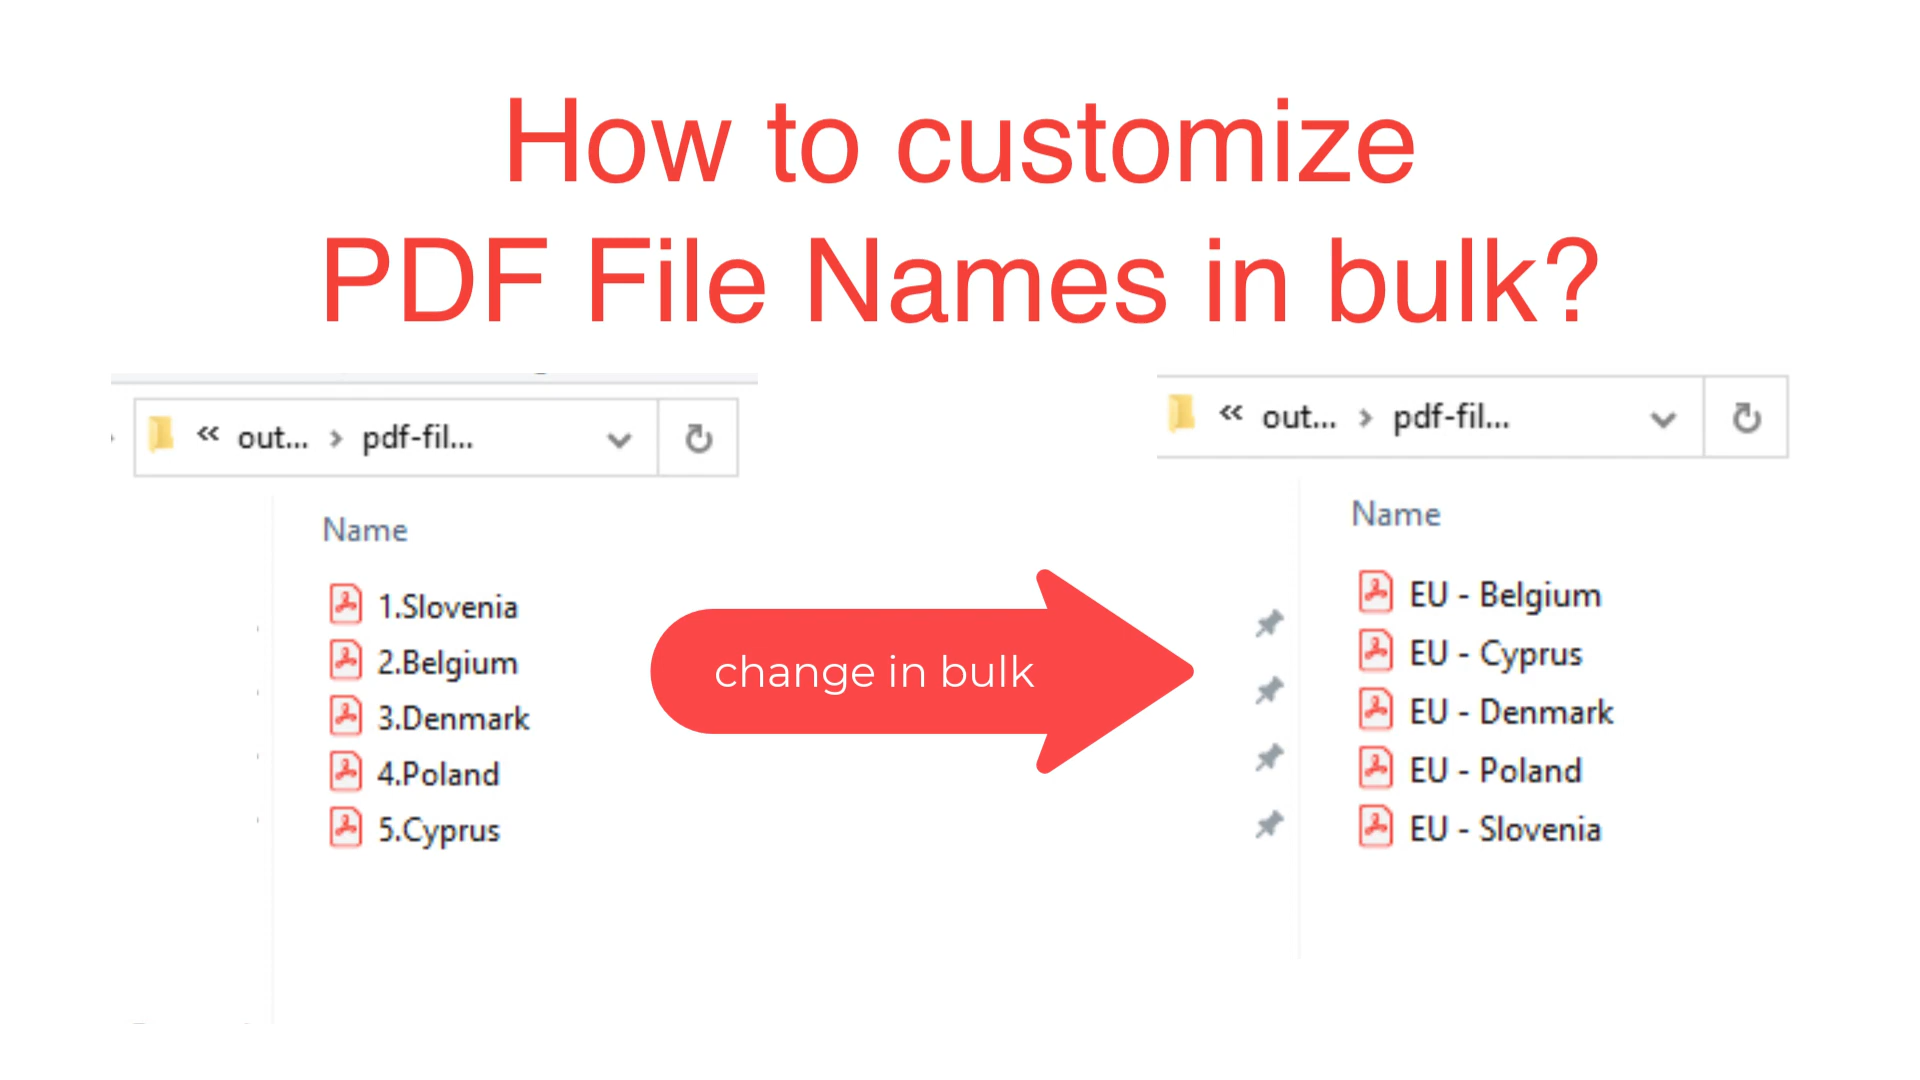 How to customize
PDF File Names in bulk?
« out... > pdf-fil...
Name
1.Slovenia
2.Belgium
3.Denmark
4.Poland
5.Cyprus
change in bulk
« out... > pdf-fil...
Name
EU - Belgium
EU - Cyprus
EU - Denmark
EU - Poland
EU - Slovenia